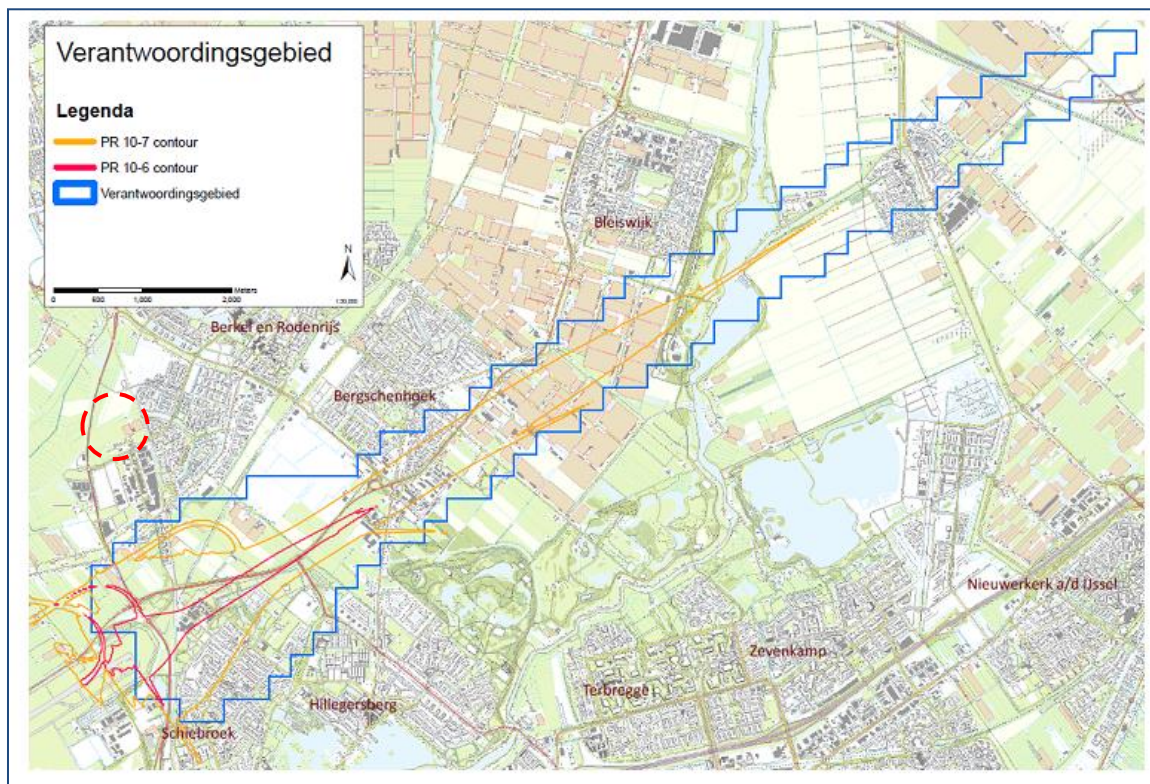 Verantwoordingsgebied
Legenda
PR 10-7 contour
PR 10-6 contour
Verantwoordingsgebied
N
Meters
0 500 1,000 2,000
Bleiswijk
Berkel en Rodenrijs
Bergschenhoek
Nieuwerkerk a/d IJssel
Zevenkamp
Terbregge
Hillegersberg
Schiebroek